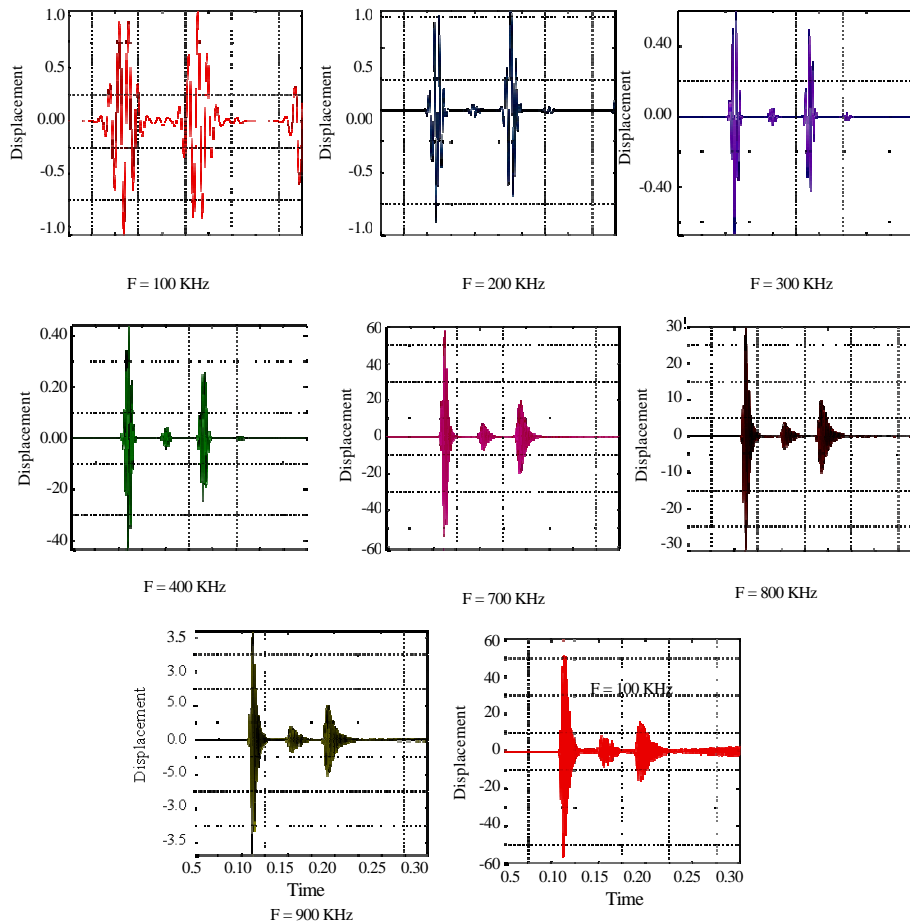 Displacement
1.0
0.5
0.00
-0.5
-1.0
F = 100 KHz
Displacement
1.0
0.5
0.00
-0.5
-1.0
F = 200 KHz
Displacement
0.40
0.00
-0.40
F = 300 KHz
Displacement
0.40
0.20
0.00
-20
-40
F = 400 KHz
Displacement
60
40
20
0
-20
-40
-60
F = 700 KHz
Displacement
30
20
10
0
-10
-20
-30
F = 800 KHz
Displacement
3.5
3.0
5.0
0.0
-5.0
-3.0
-3.5
0.5 0.10 0.15 0.20 0.30
Time
F = 900 KHz
Displacement
60
40
20
0
-20
-40
-60
F = 100 KHz
0.5 0.10 0.15 0.20 0.25 0.30
Time